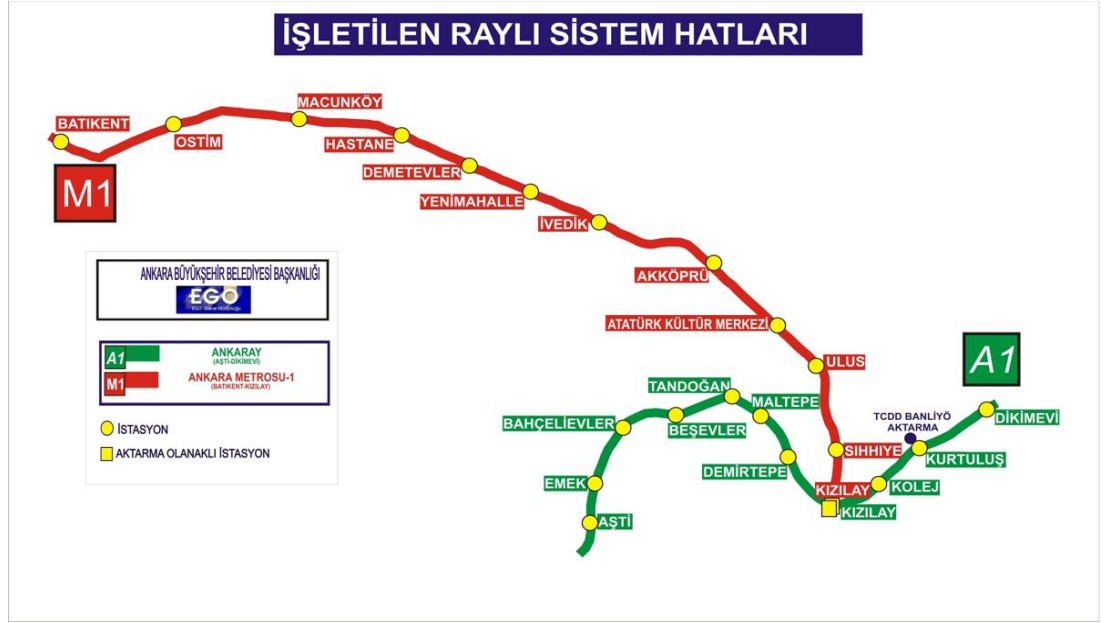 İŞLETİLEN RAYLI SİSTEM HATLARI
BATIKENT
OSTİM
MACUNKÖY
HASTANE
DEMETEVLER
YENİMAHALLE
İVEDİK
AKKÖPRÜ
ATATÜRK KÜLTÜR MERKEZİ
ULUS
SIHHIYE
KIZILAY
M1
ANKARA BÜYÜKŞEHİR BELEDİYESİ BAŞKANLIĞI
EGO
A1
ANKARAY
(AŞTİ-DİKİMEVİ)
M1
ANKARA METROSU-1
(BATIKENT-KIZILAY)
İSTASYON
AKTARMA OLANAKLI İSTASYON
A1
TANDOĞAN
MALTEPE
BAHÇELİEVLER
BEŞEVLER
DEMİRTEPE
EMEK
AŞTİ
KIZILAY
KOLEJ
KURTULUŞ
TCDD BANLİYÖ
AKTARMA
DİKİMEVİ